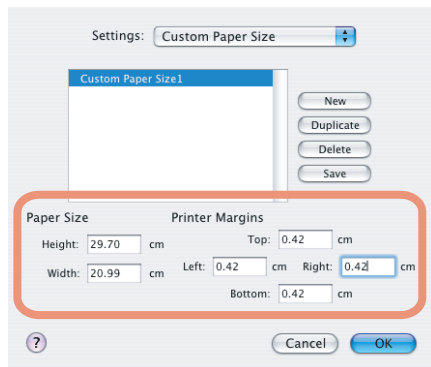 Settings: Custom Paper Size
Custom Paper Size1
New
Duplicate
Delete
Save
Paper Size
Printer Margins
Height: 29.70 cm
Width: 20.99 cm
Top: 0.42 cm
Left: 0.42 cm Right: 0.42 cm
Bottom: 0.42 cm
? Cancel OK